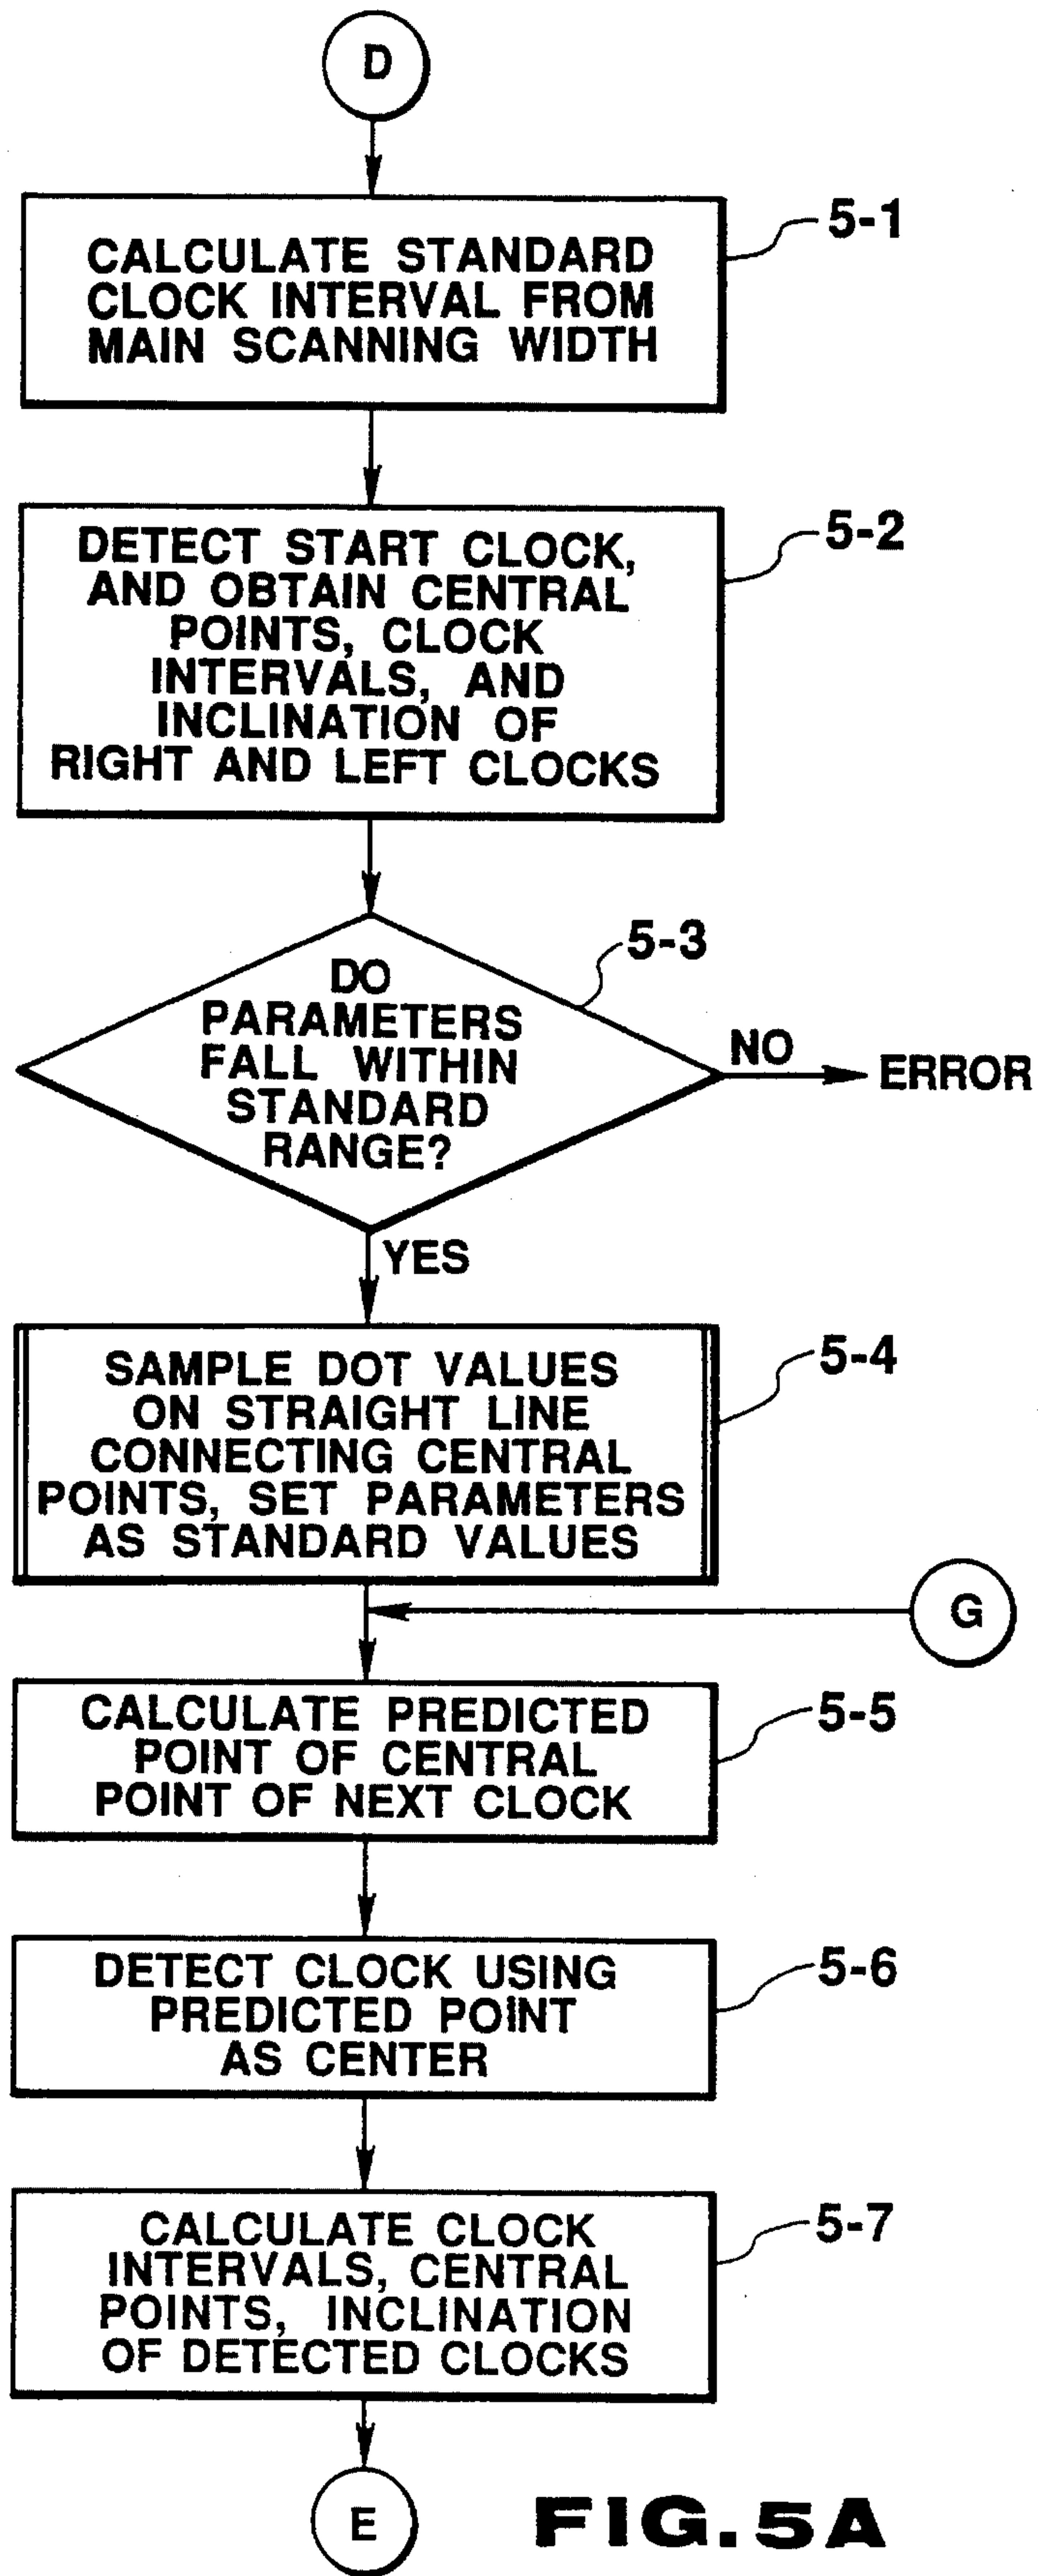 D
5-1
CALCULATE STANDARD
CLOCK INTERVAL FROM
MAIN SCANNING WIDTH
5-2
DETECT START CLOCK,
AND OBTAIN CENTRAL
POINTS, CLOCK
INTERVALS, AND
INCLINATION OF
RIGHT AND LEFT CLOCKS
5-3
DO
PARAMETERS
FALL WITHIN
STANDARD
RANGE?
NO
ERROR
YES
5-4
SAMPLE DOT VALUES
ON STRAIGHT LINE
CONNECTING CENTRAL
POINTS, SET PARAMETERS
AS STANDARD VALUES
G
5-5
CALCULATE PREDICTED
POINT OF CENTRAL
POINT OF NEXT CLOCK
5-6
DETECT CLOCK USING
PREDICTED POINT
AS CENTER
5-7
CALCULATE CLOCK
INTERVALS, CENTRAL
POINTS, INCLINATION
OF DETECTED CLOCKS
E
FIG.5A